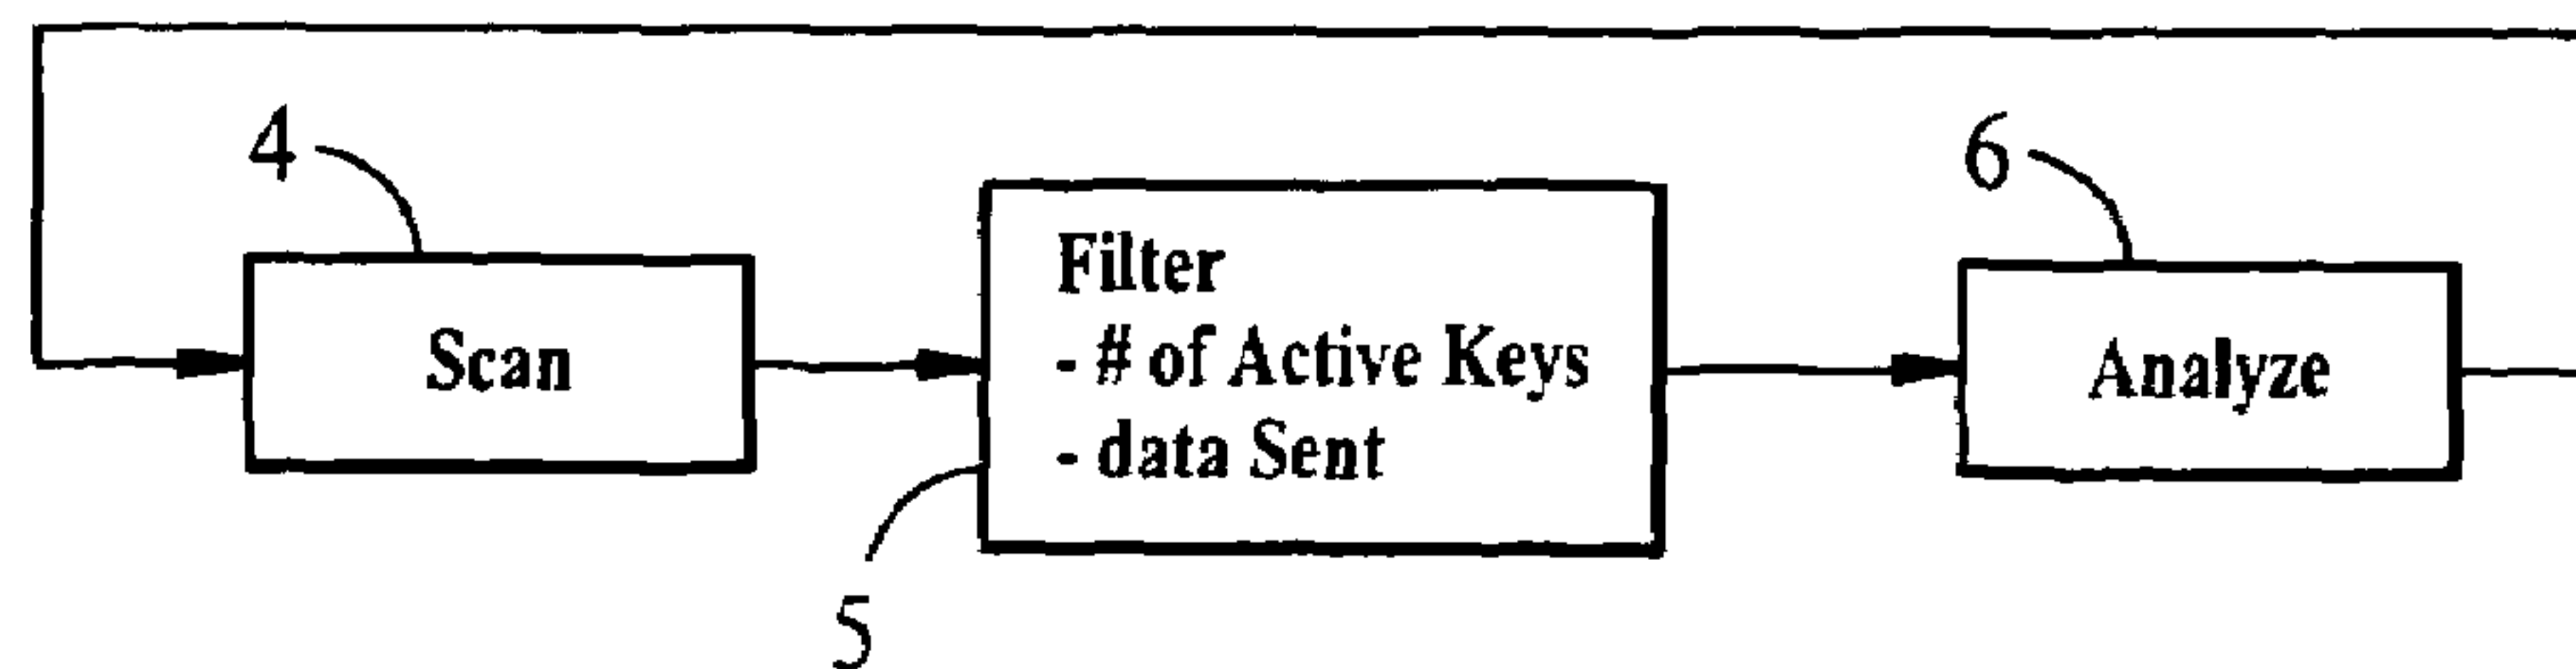 4
6
Scan
Filter
- # of Active Keys
- data Sent
Analyze
5